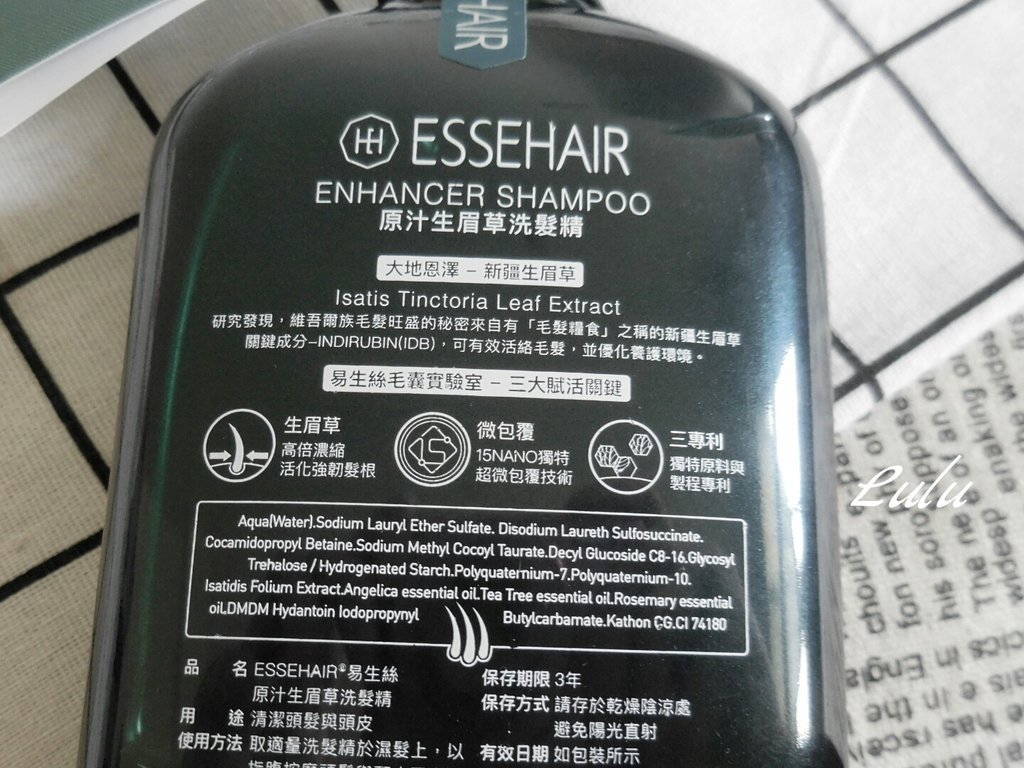 HAIR
ESSEHAIR
ENHANCER SHAMPOO
原汁生眉草洗髮精
大地恩澤 – 新疆生眉草
Isatis Tinctoria Leaf Extract
研究發現，維吾爾族毛髮旺盛的秘密來自有「毛髮糧食」之稱的新疆生眉草
關鍵成分–INDIRUBIN(IDB)，可有效活絡毛髮，並優化養護環境。
易生絲毛囊實驗室 – 三大賦活關鍵
生眉草
高倍濃縮
活化強韌髮根
微包覆
15NANO獨特
超微包覆技術
三專利
獨特原料與
製程專利
Aqua(Water).Sodium Lauryl Ether Sulfate. Disodium Laureth Sulfosuccinate.
Cocamidopropyl Betaine.Sodium Methyl Cocoyl Taurate.Decyl Glucoside C8-16.Glycosyl
Trehalose / Hydrogenated Starch.Polyquaternium-7.Polyquaternium-10.
Isatidis Folium Extract.Angelica essential oil.Tea Tree essential oil.Rosemary essential
oil.DMDM Hydantoin Iodopropynyl Butylcarbamate.Kathon CG.CI 74180
品 名 ESSEHAIR®易生絲
原汁生眉草洗髮精
用 途 清潔頭髮與頭皮
使用方法 取適量洗髮精於濕髮上，以
保存期限 3年
保存方式 請存於乾燥陰涼處
避免陽光直射
有效日期 如包裝所示
Lulu